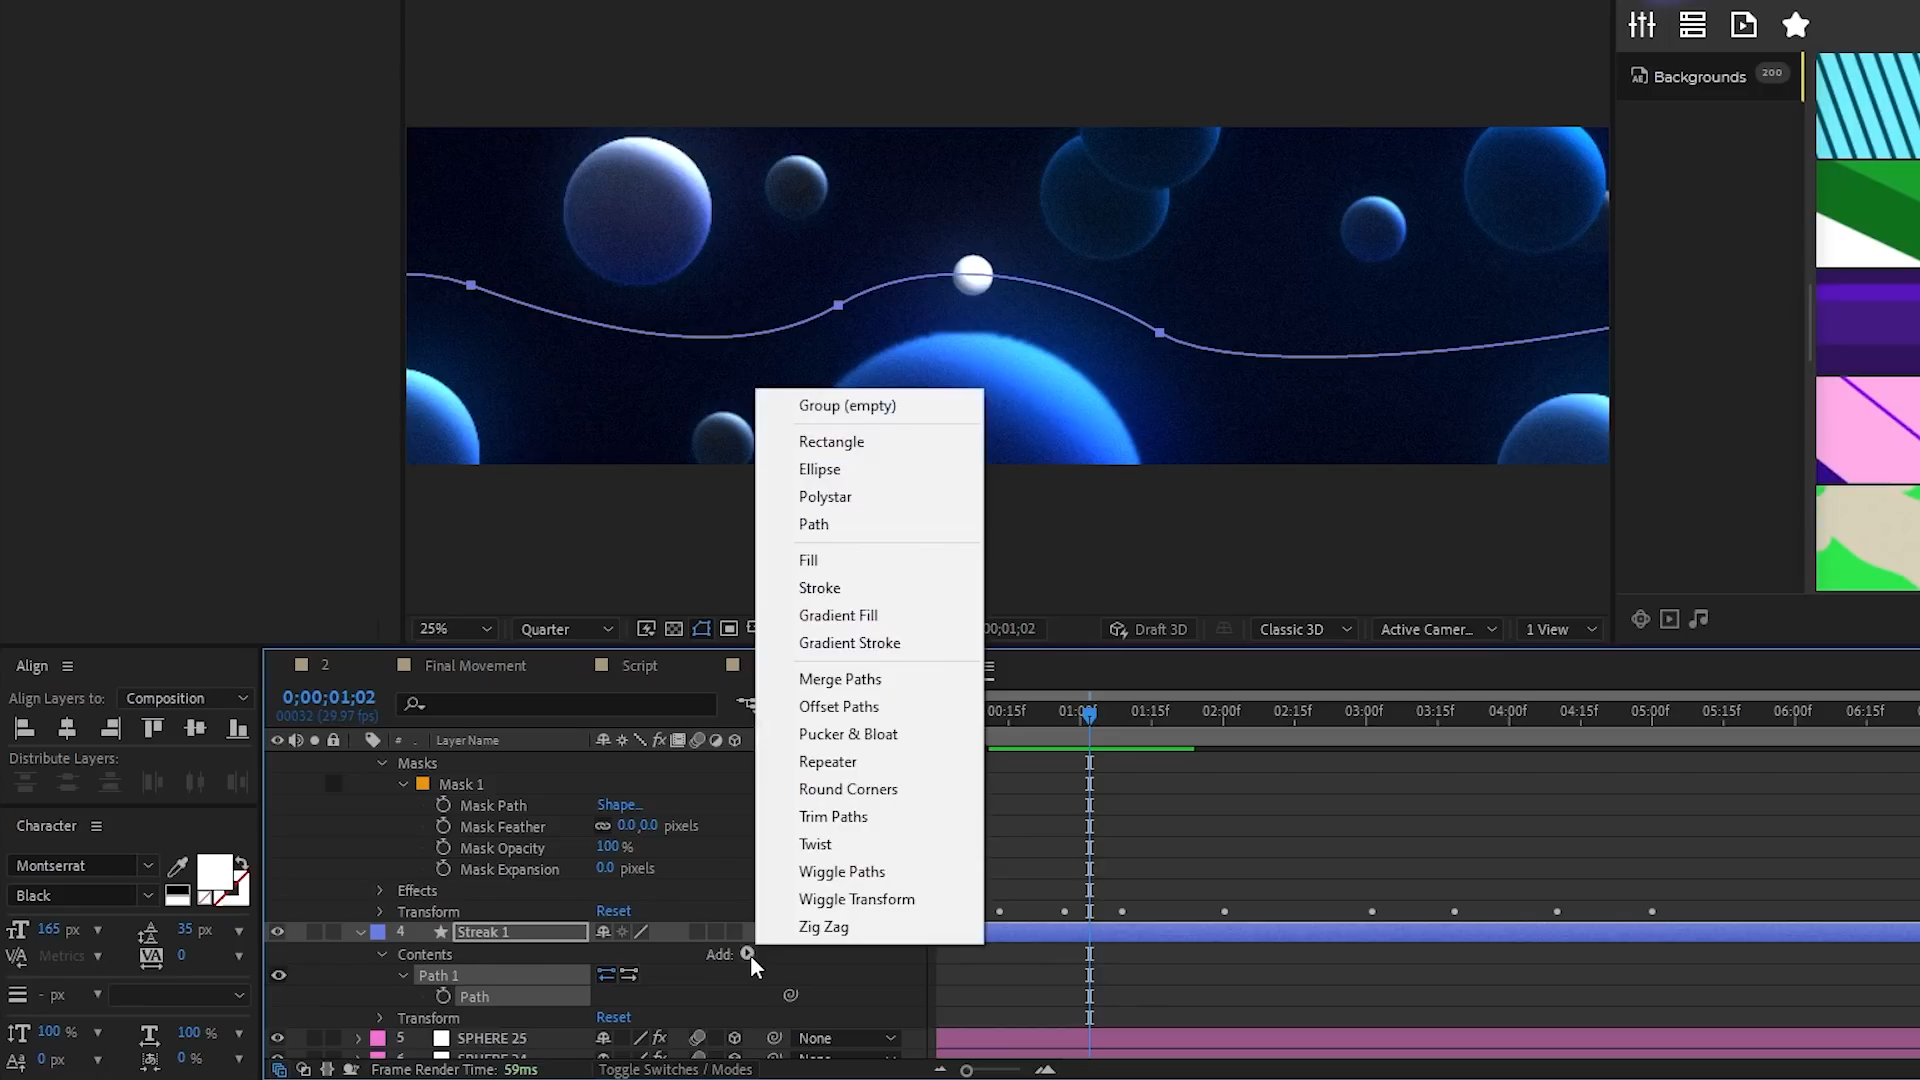 Backgrounds 200
Group (empty)
Rectangle
Ellipse
Polystar
Path
Fill
Stroke
Gradient Fill
Gradient Stroke
Merge Paths
Offset Paths
Pucker & Bloat
Repeater
Round Corners
Trim Paths
Twist
Wiggle Paths
Wiggle Transform
Zig Zag
25% Quarter 00;01;02 Draft 3D Classic 3D Active Camer... 1 View
Align
Align Layers to: Composition
Distribute Layers:
Character
Montserrat
Black
165 px 35 px
Metrics 0
- px
100 % 100 %
0 px 0 %
2 Final Movement Script
0;00;01;02
00032 (29.97 fps)
# . Layer Name fx
00:15f 01:00f 01:15f 02:00f 02:15f 03:00f 03:15f 04:00f 04:15f 05:00f 05:15f 06:00f 06:15f
Masks
Mask 1
Mask Path Shape...
Mask Feather 0.0,0.0 pixels
Mask Opacity 100 %
Mask Expansion 0.0 pixels
Effects
Transform Reset
4 Streak 1
Contents Add:
Path 1
Path
Transform Reset
5 SPHERE 25 fx None
Frame Render Time: 59ms Toggle Switches / Modes